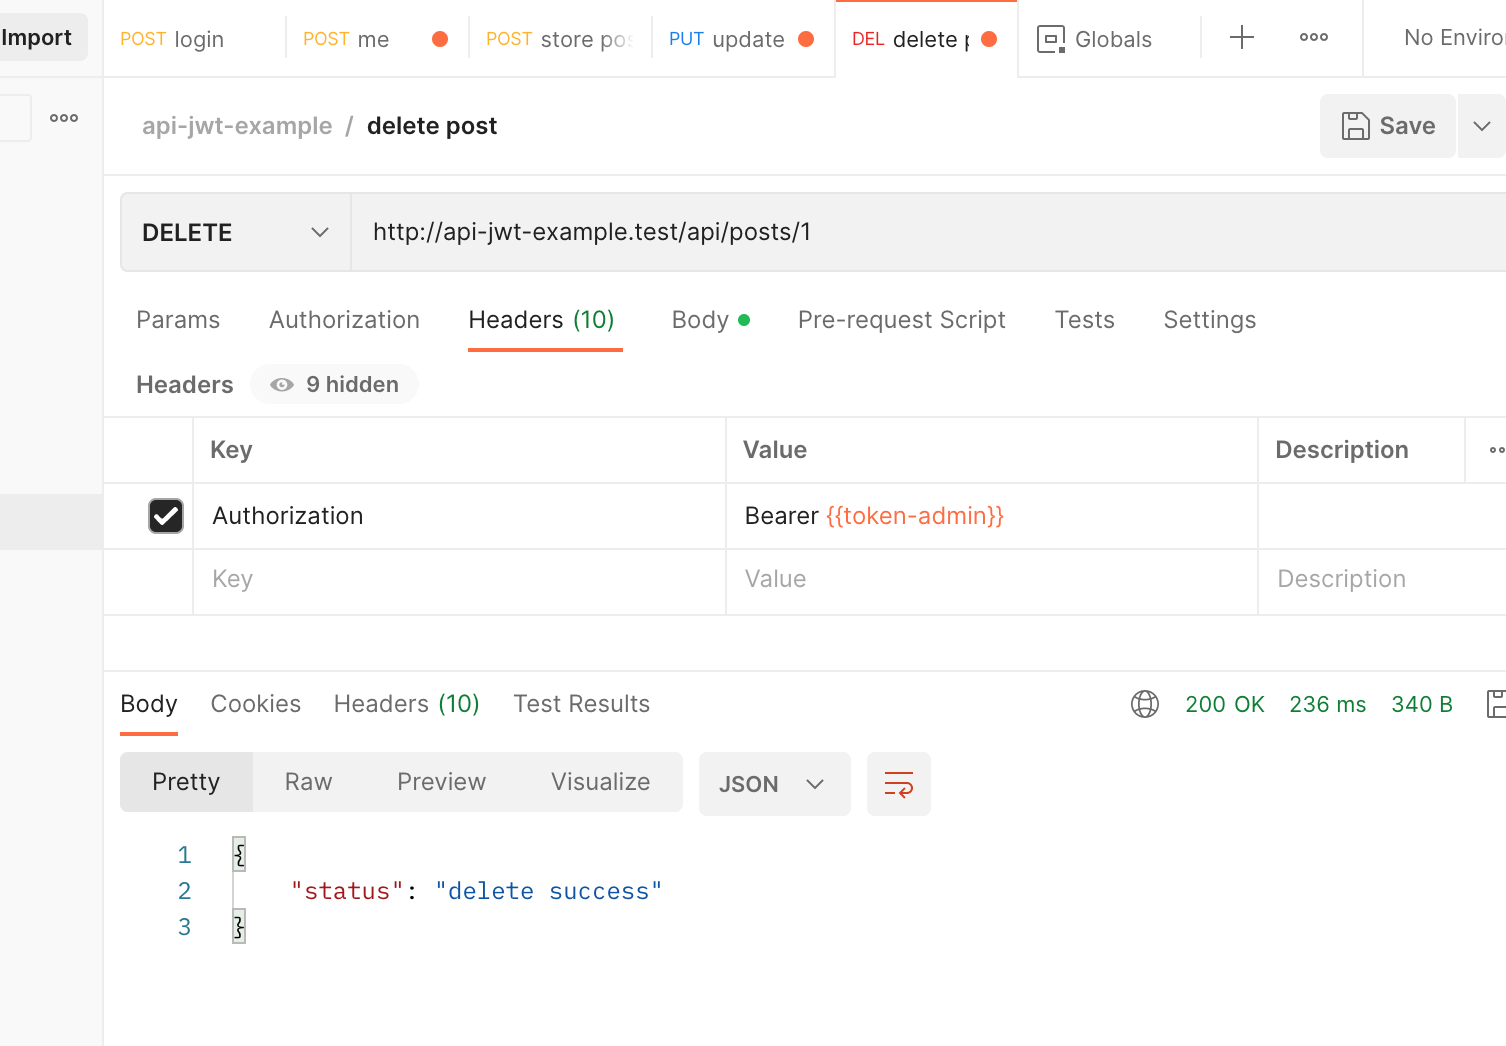 Import
POST login
POST me
POST store pos
PUT update
DEL delete p
Globals
No Enviro
api-jwt-example / delete post
Save
DELETE
http://api-jwt-example.test/api/posts/1
Params Authorization Headers (10) Body Pre-request Script Tests Settings
Headers 9 hidden
Key Value Description
Authorization Bearer {{token-admin}}
Key Value Description
Body Cookies Headers (10) Test Results 200 OK 236 ms 340 B
Pretty Raw Preview Visualize JSON
1 {
2 "status": "delete success"
3 }